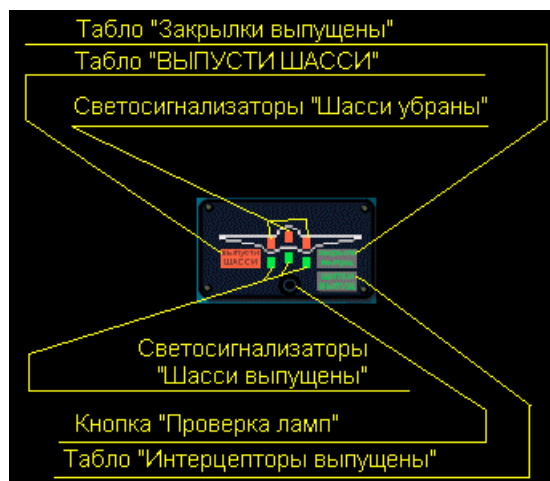 Табло "Закрылки выпущены"
Табло "ВЫПУСТИ ШАССИ"
Светосигнализаторы "Шасси убраны"
ВЫПУСТИ
ШАССИ
Светосигнализаторы
"Шасси выпущены"
Кнопка "Проверка ламп"
Табло "Интерцепторы выпущены"